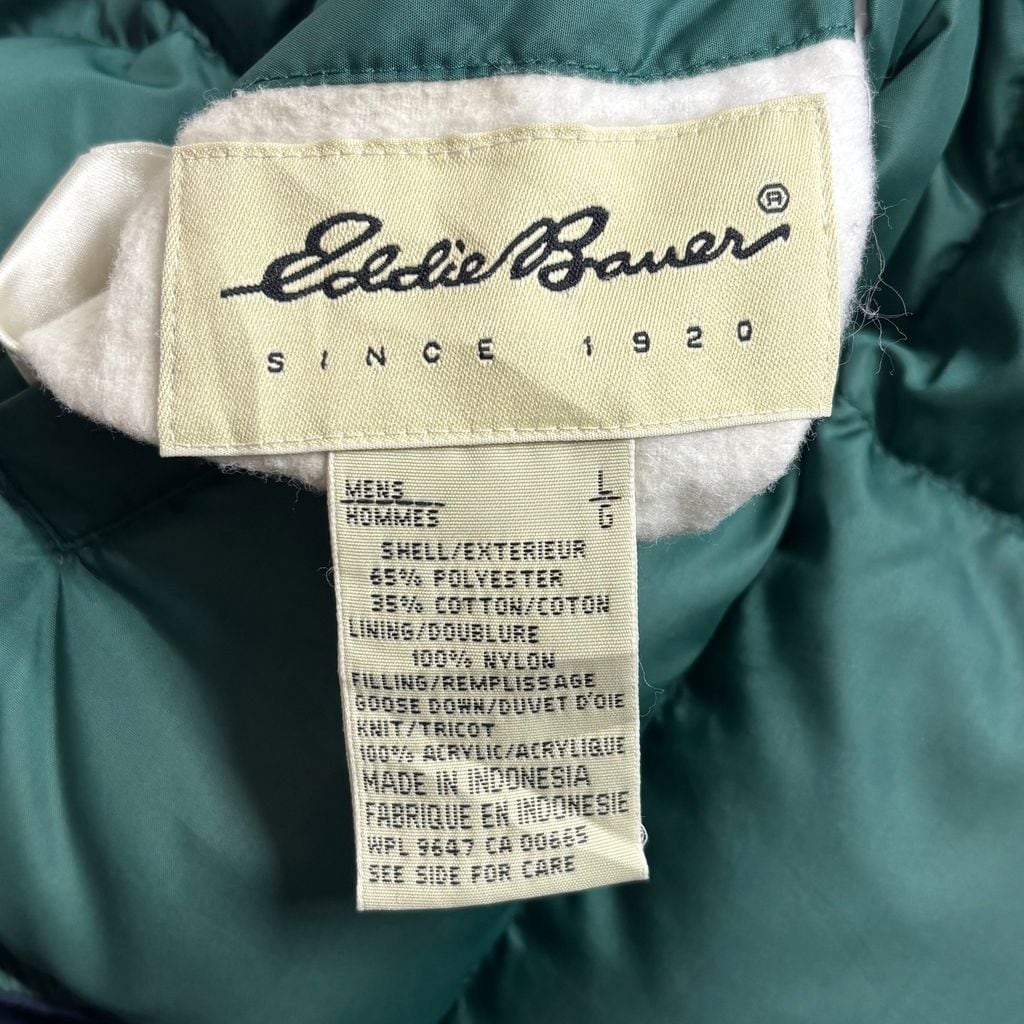 Eddie Bauer®
SINCE 1920
MENS L
HOMMES G
SHELL/EXTERIEUR
65% POLYESTER
35% COTTON/COTON
LINING/DOUBLURE
100% NYLON
FILLING/REMPLISSAGE
GOOSE DOWN/DUVET D'OIE
KNIT/TRICOT
100% ACRYLIC/ACRYLIQUE
MADE IN INDONESIA
FABRIQUE EN INDONESIE
WPL 9647 CA 00665
SEE SIDE FOR CARE